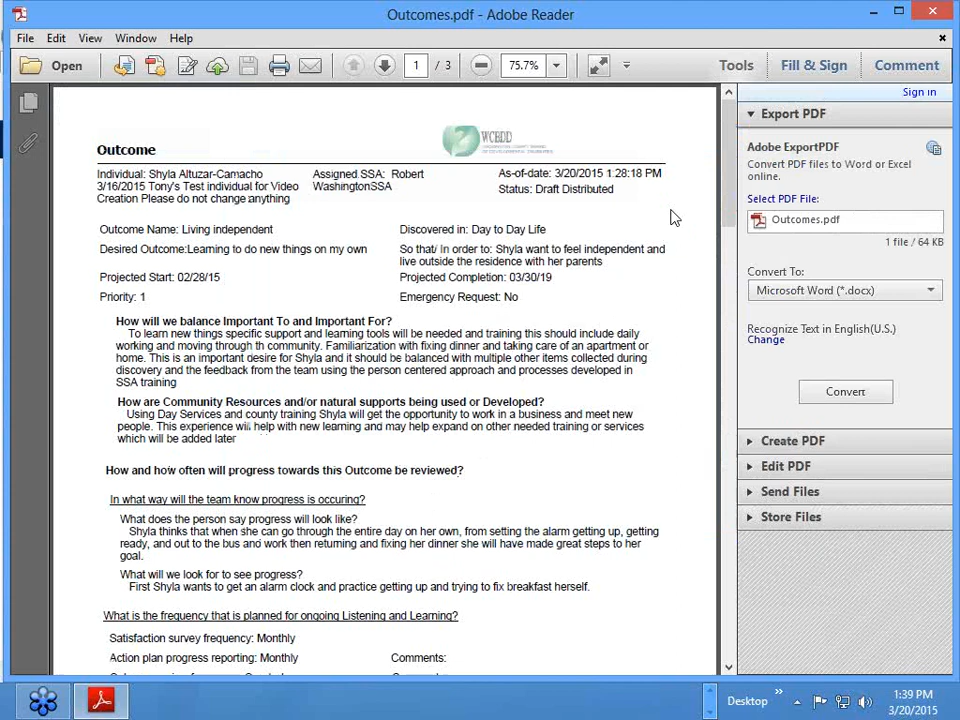 Outcomes.pdf - Adobe Reader
File Edit View Window Help
Open 1 / 3 75.7% Tools Fill & Sign Comment
Sign In
Export PDF
Adobe ExportPDF
Convert PDF files to Word or Excel
online.
Select PDF File:
Outcomes.pdf
1 file / 64 KB
Convert To:
Microsoft Word (*.docx)
Recognize Text in English(U.S.)
Change
Convert
Create PDF
Edit PDF
Send Files
Store Files
WCBDD
Outcome
Individual: Shyla Altuzar-Camacho
3/16/2015 Tony's Test individual for Video
Creation Please do not change anything
Assigned SSA: Robert
WashingtonSSA
As-of-date: 3/20/2015 1:28:18 PM
Status: Draft Distributed
Outcome Name: Living independent
Discovered in: Day to Day Life
Desired Outcome:Learning to do new things on my own
So that/ In order to: Shyla want to feel independent and
live outside the residence with her parents
Projected Start: 02/28/15
Projected Completion: 03/30/19
Priority: 1
Emergency Request: No
How will we balance Important To and Important For?
To learn new things specific support and learning tools will be needed and training this should include daily
working and moving through th community. Familiarization with fixing dinner and taking care of an apartment or
home. This is an important desire for Shyla and it should be balanced with multiple other items collected during
discovery and the feedback from the team using the person centered approach and processes developed in
SSA training
How are Community Resources and/or natural supports being used or Developed?
Using Day Services and county training Shyla will get the opportunity to work in a business and meet new
people. This experience will help with new learning and may help expand on other needed training or services
which will be added later
How and how often will progress towards this Outcome be reviewed?
In what way will the team know progress is occuring?
What does the person say progress will look like?
Shyla thinks that when she can go through the entire day on her own, from setting the alarm getting up, getting
ready, and out to the bus and work then returning and fixing her dinner she will have made great steps to her
goal.
What will we look for to see progress?
First Shyla wants to get an alarm clock and practice getting up and trying to fix breakfast herself.
What is the frequency that is planned for ongoing Listening and Learning?
Satisfaction survey frequency: Monthly
Action plan progress reporting: Monthly
Comments:
Desktop
1:39 PM
3/20/2015